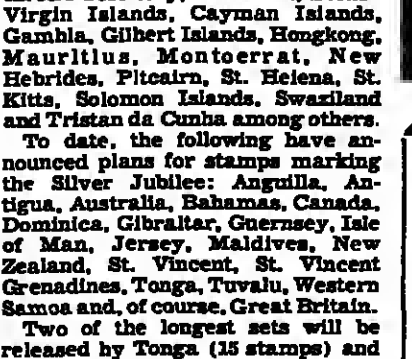 Virgin Islands, Cayman Islands,
Gambia, Gilbert Islands, Hongkong,
Mauritius, Montoerrat, New
Hebrides, Pitcairn, St. Helena, St.
Kitts, Solomon Islands, Swaziland
and Tristan da Cunha among others.
To date, the following have an-
nounced plans for stamps marking
the Silver Jubilee: Anguilla, An-
tigua, Australia, Bahamas, Canada,
Dominica, Gibraltar, Guernsey, Isle
of Man, Jersey, Maldives, New
Zealand, St. Vincent, St. Vincent
Grenadines, Tonga, Tuvalu, Western
Samoa and, of course, Great Britain.
Two of the longest sets will be
released by Tonga (15 stamps) and